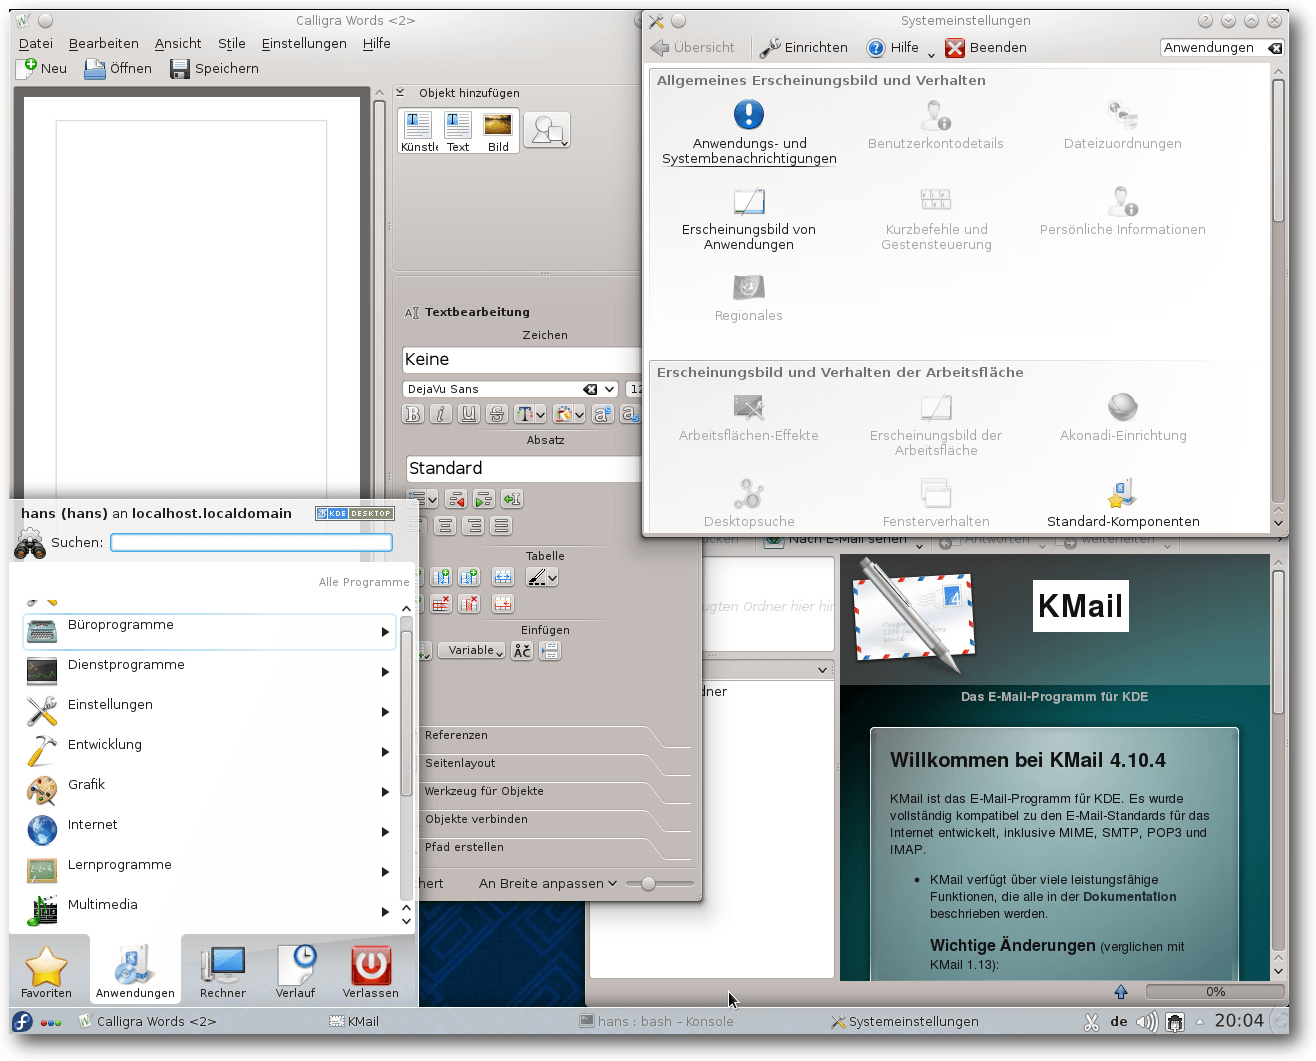 Calligra Words <2>
Datei Bearbeiten Ansicht Stile Einstellungen Hilfe
Neu Öffnen Speichern
Objekt hinzufügen
Künstle Text Bild
Textbearbeitung
Zeichen
Keine
DejaVu Sans 12
Absatz
Standard
Tabelle
Einfügen
Variable
Referenzen
Seitenlayout
Werkzeug für Objekte
Objekte verbinden
Pfad erstellen
An Breite anpassen
Systemeinstellungen
Übersicht Einrichten Hilfe Beenden Anwendungen
Allgemeines Erscheinungsbild und Verhalten
Anwendungs- und
Systembenachrichtigungen
Benutzerkontodetails
Dateizuordnungen
Erscheinungsbild von
Anwendungen
Kurzbefehle und
Gestensteuerung
Persönliche Informationen
Regionales
Erscheinungsbild und Verhalten der Arbeitsfläche
Arbeitsflächen-Effekte
Erscheinungsbild der
Arbeitsfläche
Akonadi-Einrichtung
Desktopsuche
Fensterverhalten
Standard-Komponenten
hans (hans) an localhost.localdomain KDE DESKTOP
Suchen:
Alle Programme
Büroprogramme
Dienstprogramme
Einstellungen
Entwicklung
Grafik
Internet
Lernprogramme
Multimedia
Favoriten Anwendungen Rechner Verlauf Verlassen
Nach E-Mail sehen Antworten Weiterleiten
ugten Ordner hier hin
dner
KMail
Das E-Mail-Programm für KDE
Willkommen bei KMail 4.10.4
KMail ist das E-Mail-Programm für KDE. Es wurde
vollständig kompatibel zu den E-Mail-Standards für das
Internet entwickelt, inklusive MIME, SMTP, POP3 und
IMAP.
• KMail verfügt über viele leistungsfähige
Funktionen, die alle in der Dokumentation
beschrieben werden.
Wichtige Änderungen (verglichen mit
KMail 1.13):
0%
Calligra Words <2> KMail hans : bash – Konsole Systemeinstellungen de 20:04